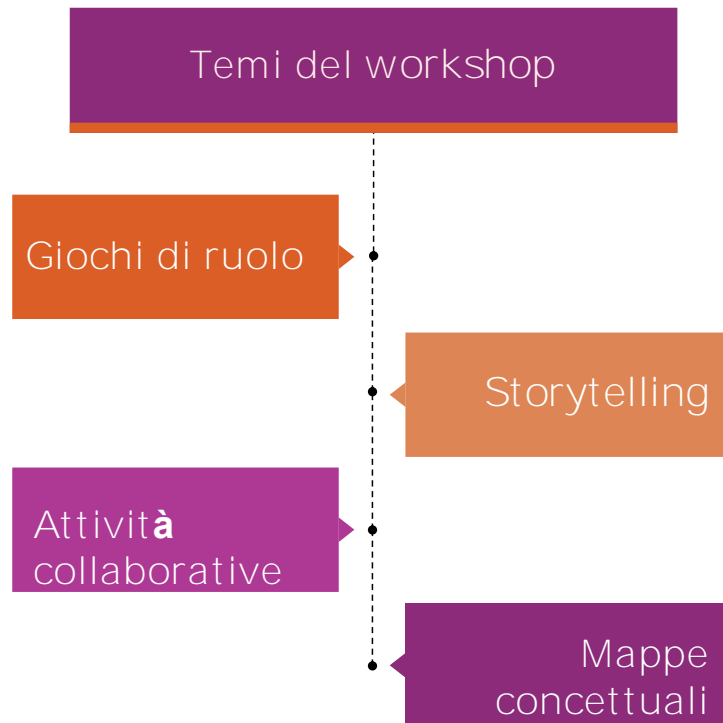 Temi del workshop
Giochi di ruolo
Storytelling
Attività
collaborative
Mappe
concettuali